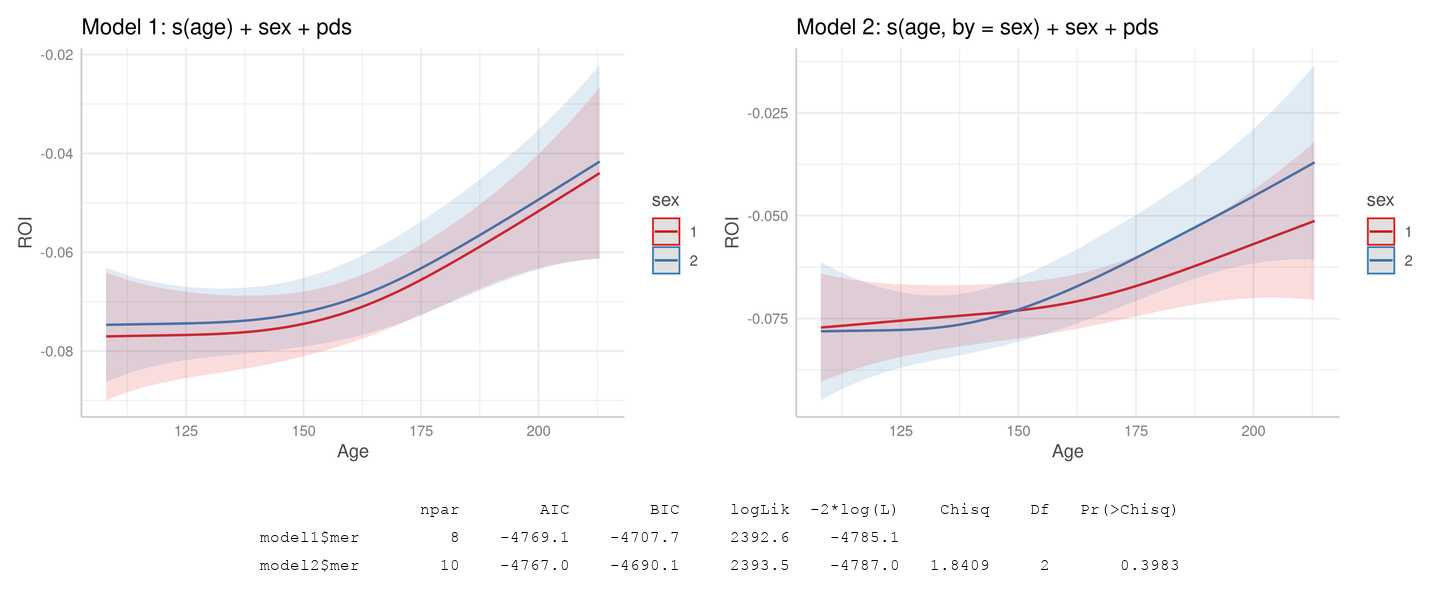 Model 1: s(age) + sex + pds
-0.02
-0.04
-0.06
-0.08
ROI
125 150 175 200
Age
sex
1
2
Model 2: s(age, by = sex) + sex + pds
-0.025
-0.050
-0.075
ROI
125 150 175 200
Age
sex
1
2
npar AIC BIC logLik -2*log(L) Chisq Df Pr(>Chisq)
model1$mer 8 -4769.1 -4707.7 2392.6 -4785.1
model2$mer 10 -4767.0 -4690.1 2393.5 -4787.0 1.8409 2 0.3983